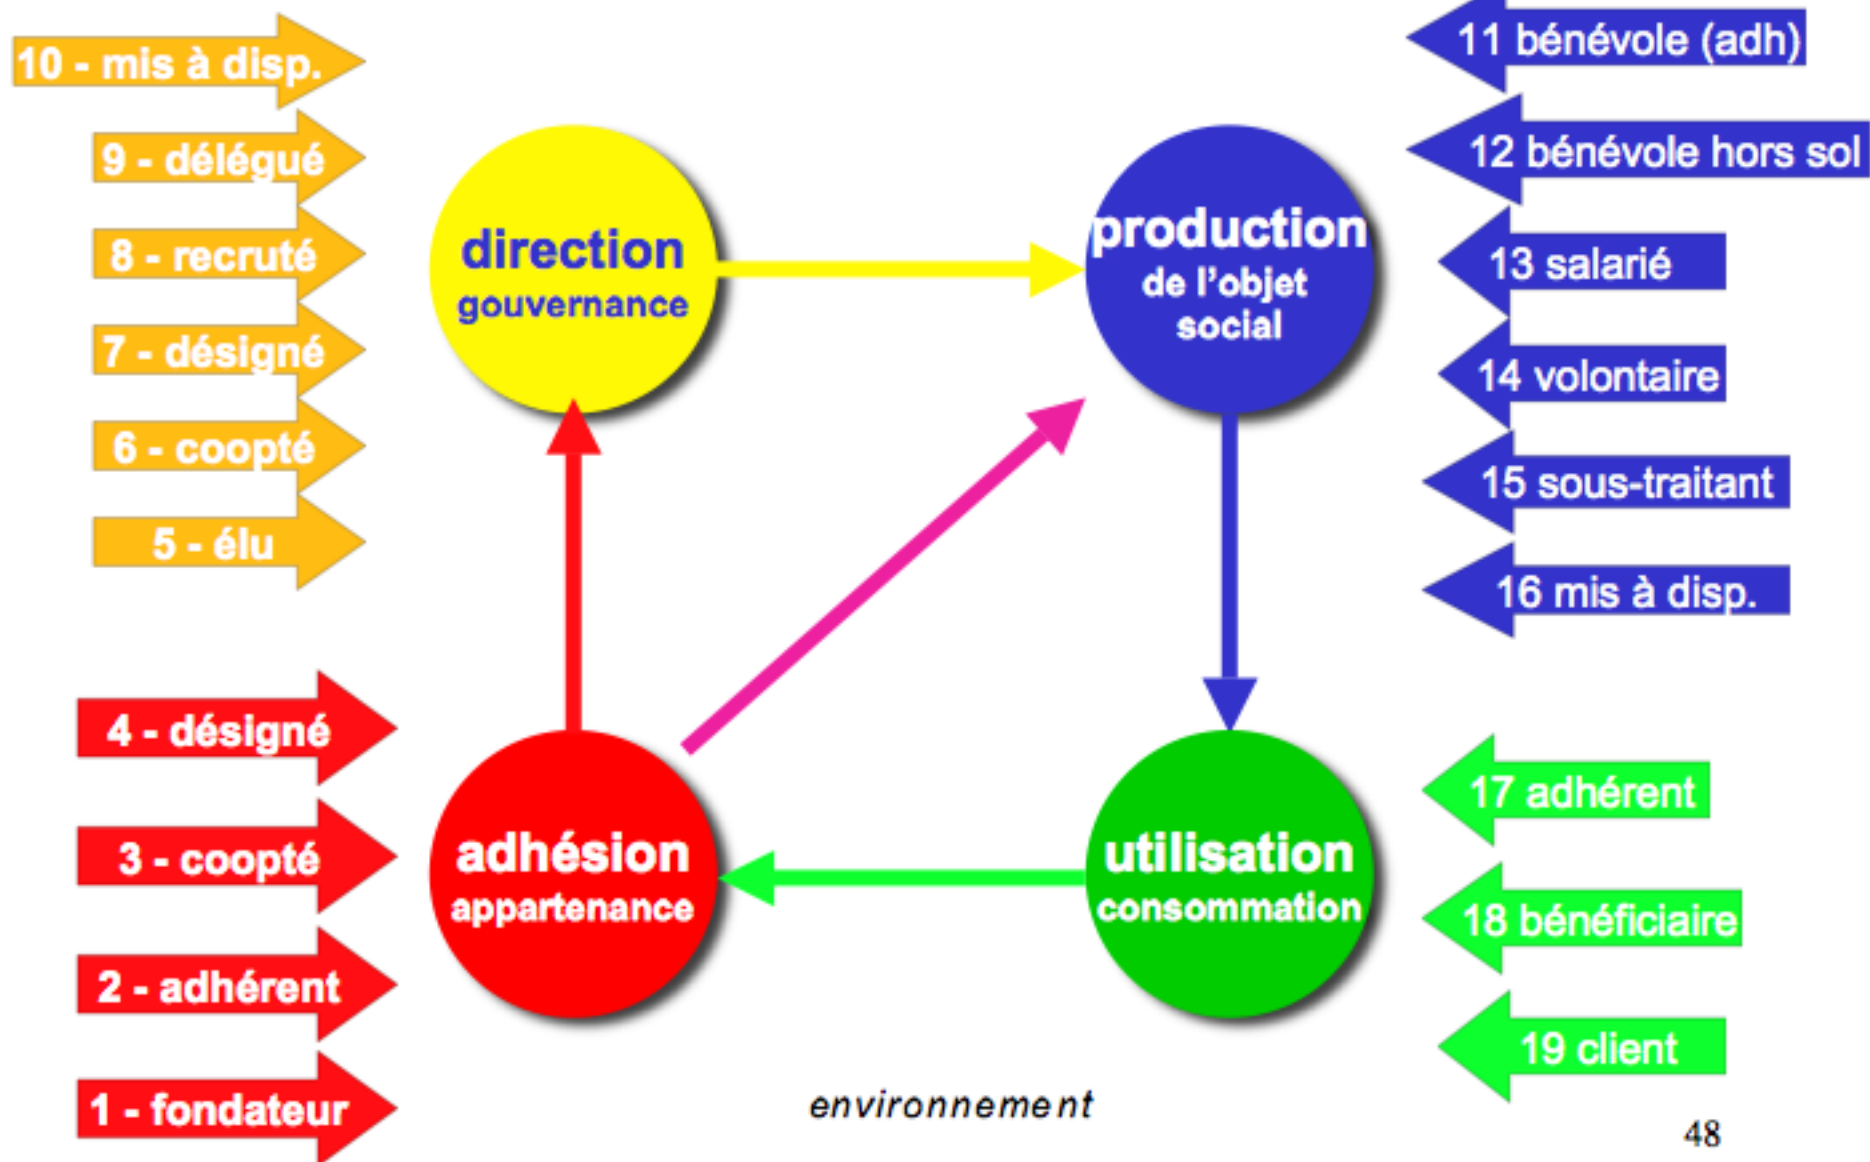 10 - mis à disp.
9 - délégué
8 - recruté
7 - désigné
6 - coopté
5 - élu
4 - désigné
3 - coopté
2 - adhérent
1 - fondateur
direction
gouvernance
production
de l’objet
social
adhésion
appartenance
utilisation
consommation
11 bénévole (adh)
12 bénévole hors sol
13 salarié
14 volontaire
15 sous-traitant
16 mis à disp.
17 adhérent
18 bénéficiaire
19 client
environnement
48